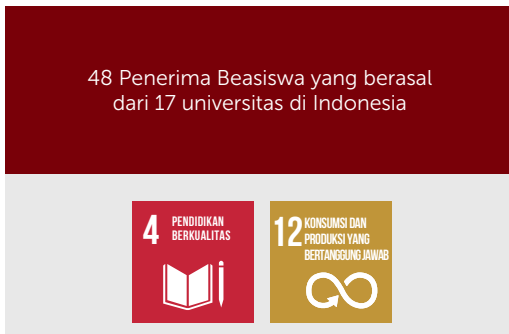 48 Penerima Beasiswa yang berasal
dari 17 universitas di Indonesia
4 PENDIDIKAN
BERKUALITAS
12 KONSUMSI DAN
PRODUKSI YANG
BERTANGGUNG JAWAB